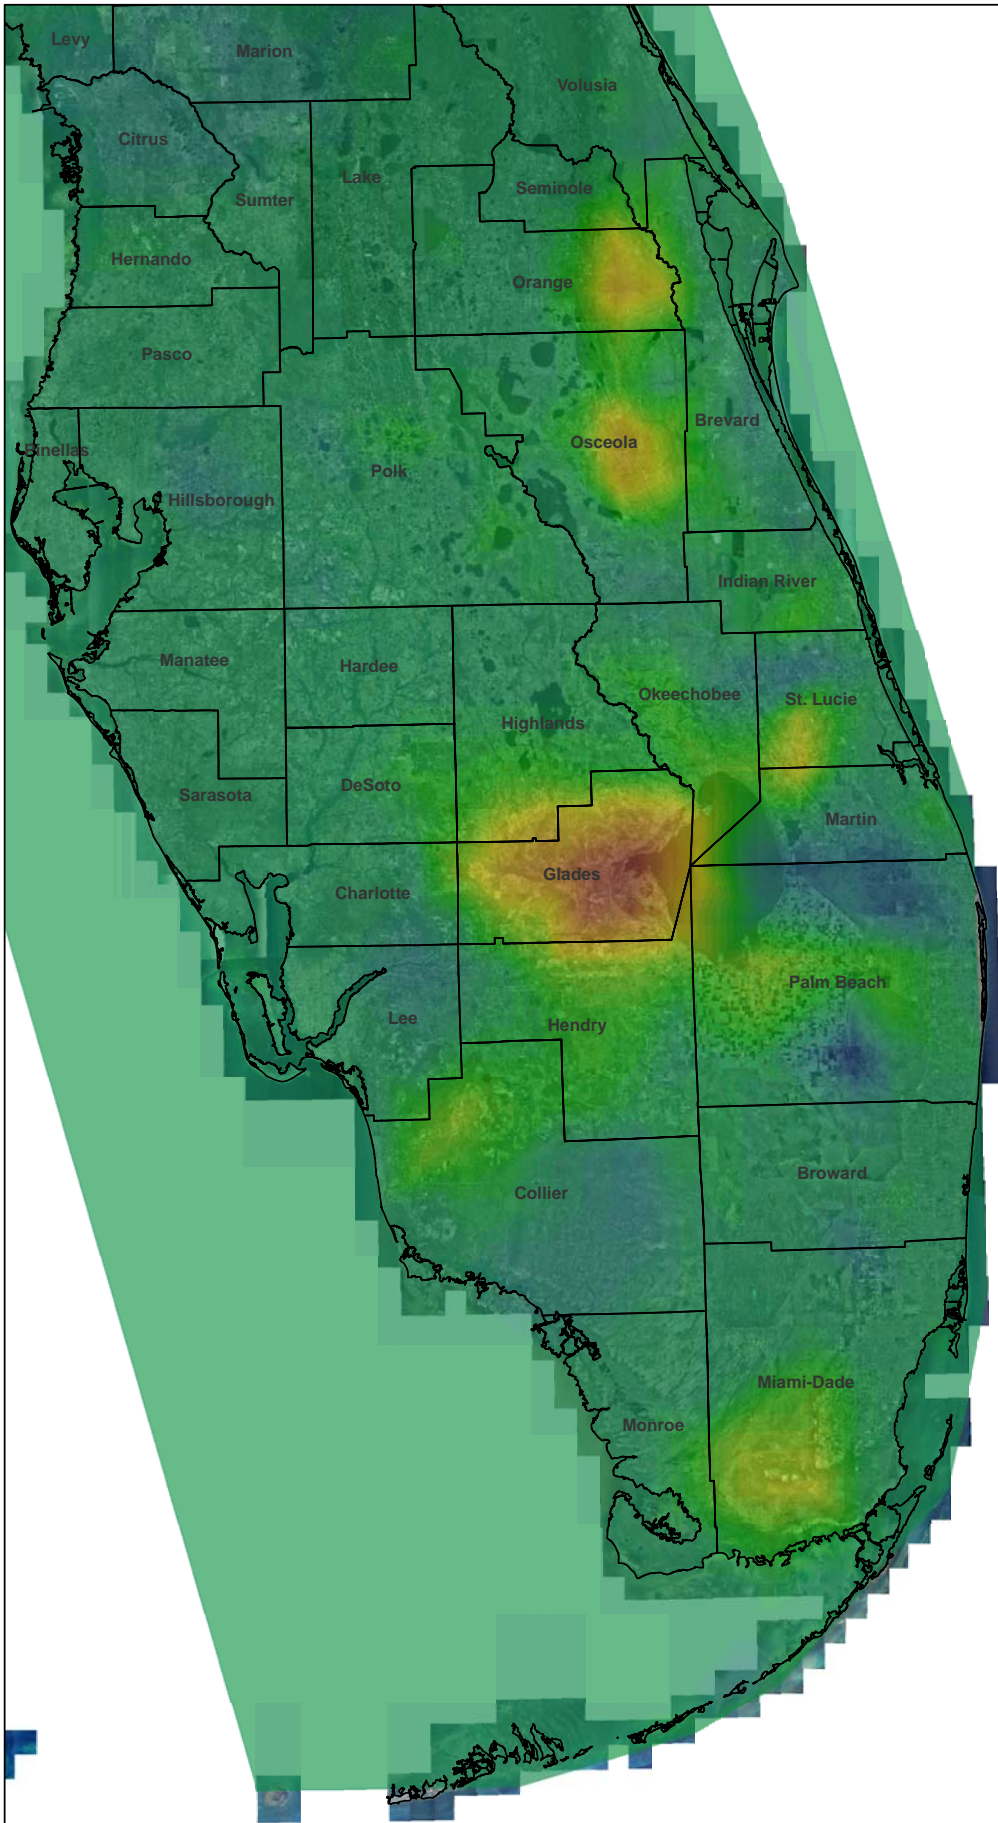 Levy
Marion
Volusia
Citrus
Lake
Seminole
Sumter
Hernando
Orange
Pasco
Brevard
Osceola
Pinellas
Polk
Hillsborough
Indian River
Manatee
Hardee
Okeechobee
St. Lucie
Highlands
DeSoto
Sarasota
Martin
Glades
Charlotte
Palm Beach
Lee
Hendry
Broward
Collier
Miami-Dade
Monroe